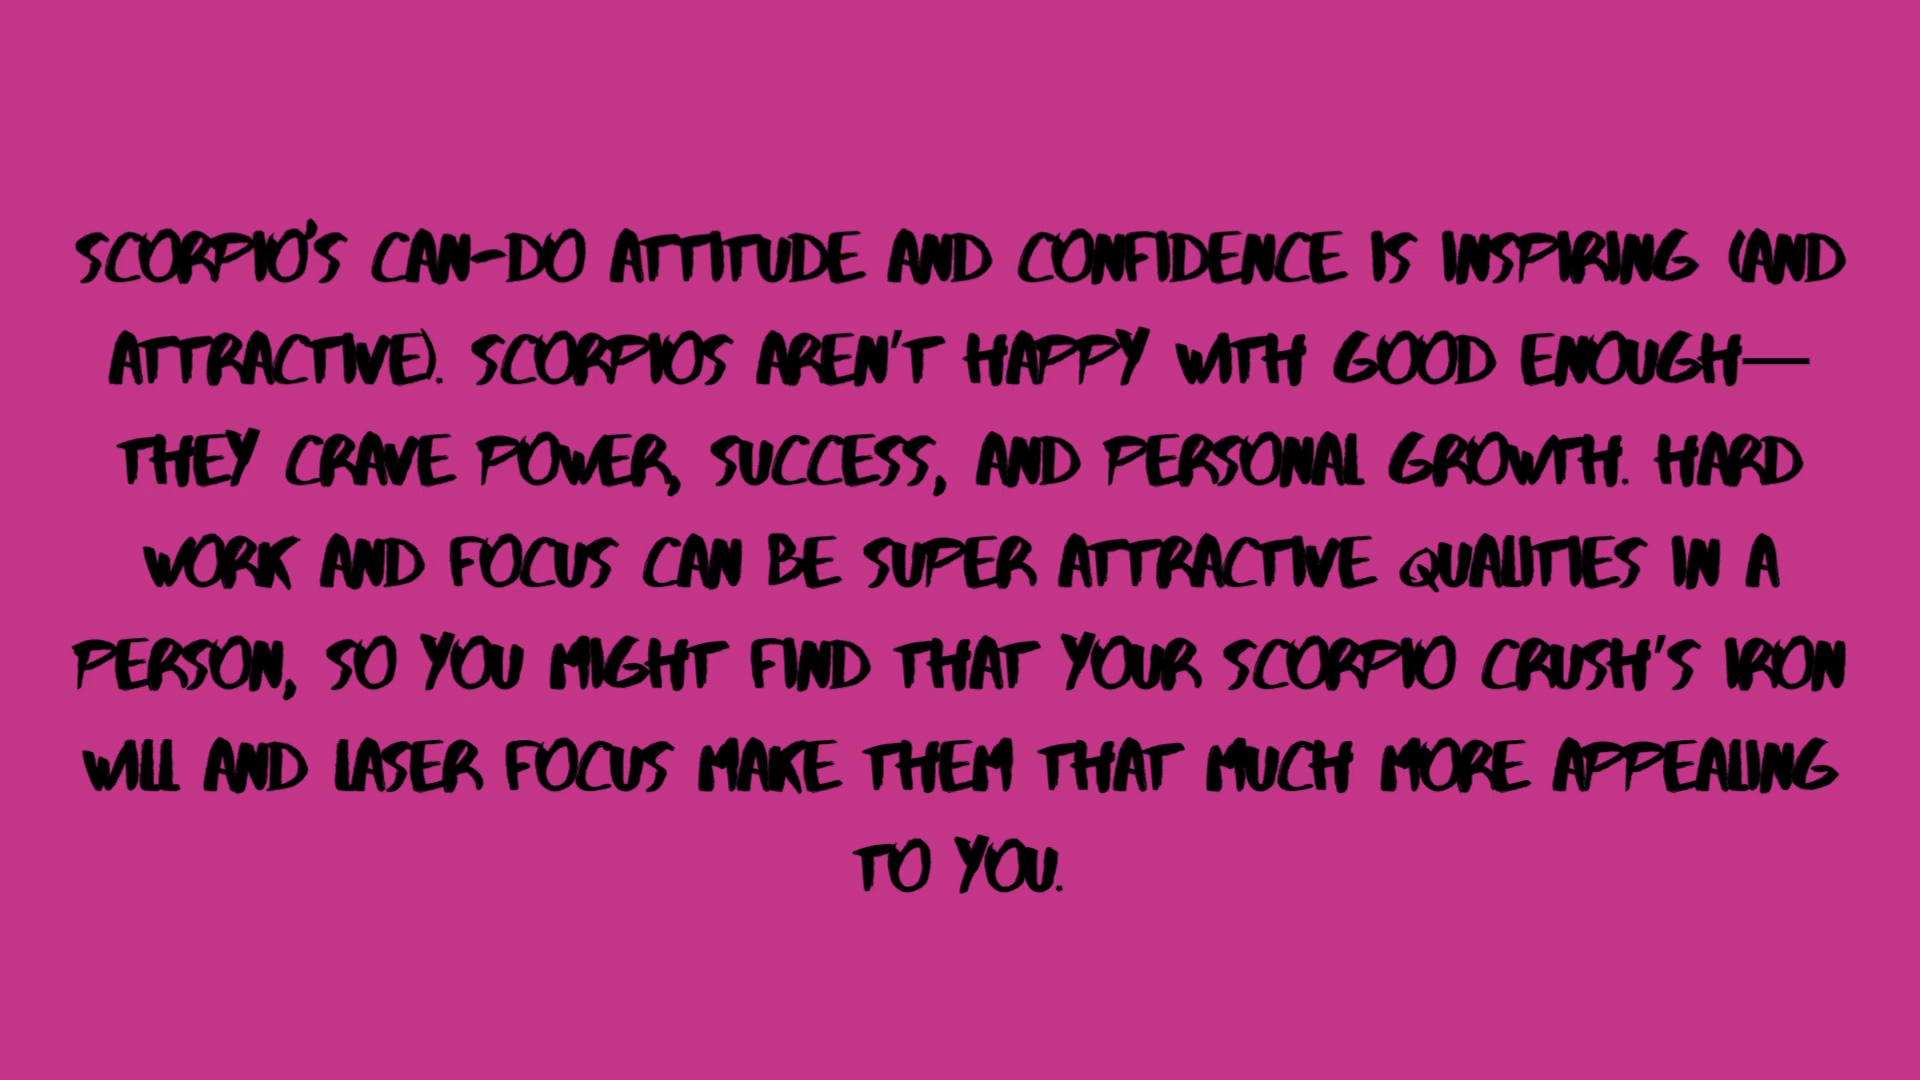 SCORPIO'S CAN-DO ATTITUDE AND CONFIDENCE IS INSPIRING (AND
ATTRACTIVE). SCORPIOS AREN'T HAPPY WITH GOOD ENOUGH—
THEY CRAVE POWER, SUCCESS, AND PERSONAL GROWTH. HARD
WORK AND FOCUS CAN BE SUPER ATTRACTIVE QUALITIES IN A
PERSON, SO YOU MIGHT FIND THAT YOUR SCORPIO CRUSH'S IRON
WILL AND LASER FOCUS MAKE THEM THAT MUCH MORE APPEALING
TO YOU.